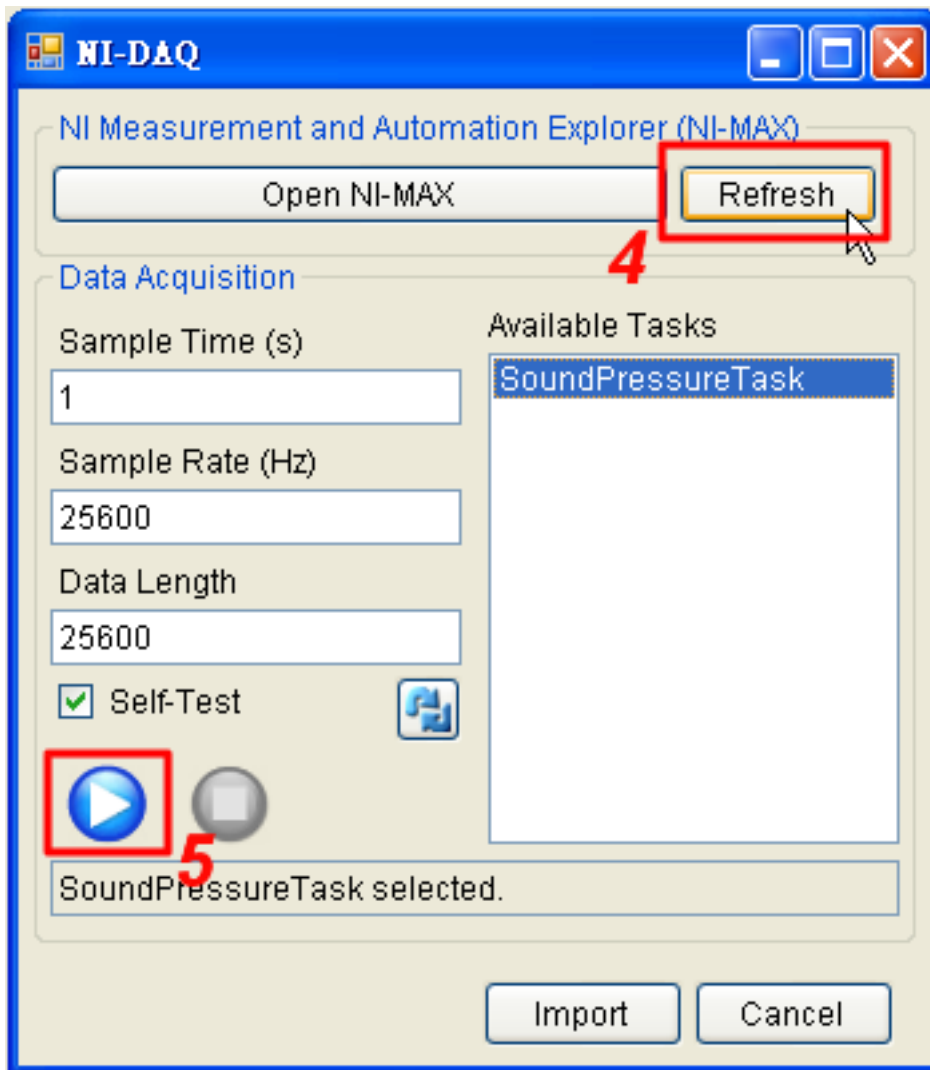 NI-DAQ
NI Measurement and Automation Explorer (NI-MAX)
Open NI-MAX
Refresh
4
Data Acquisition
Sample Time (s)
1
Sample Rate (Hz)
25600
Data Length
25600
Self-Test
Available Tasks
SoundPressureTask
5
SoundPressureTask selected.
Import
Cancel